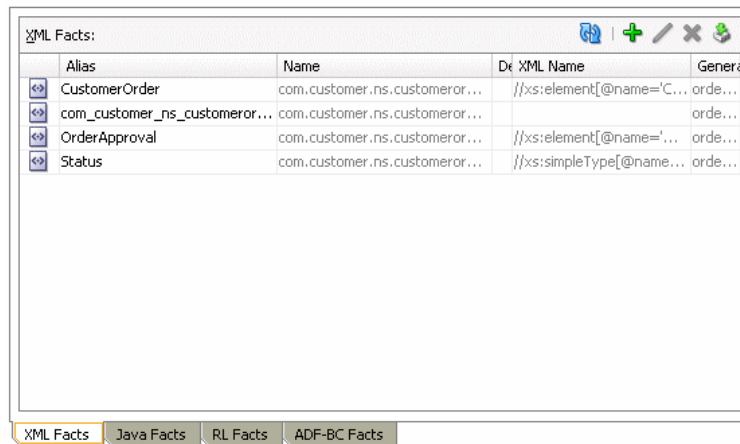 XML Facts:
Alias Name De XML Name Genera
CustomerOrder com.customer.ns.customeror... //xs:element[@name='C... orde...
com_customer_ns_customeror... com.customer.ns.customeror... orde...
OrderApproval com.customer.ns.customeror... //xs:element[@name='... orde...
Status com.customer.ns.customeror... //xs:simpleType[@name... orde...
XML Facts Java Facts RL Facts ADF-BC Facts